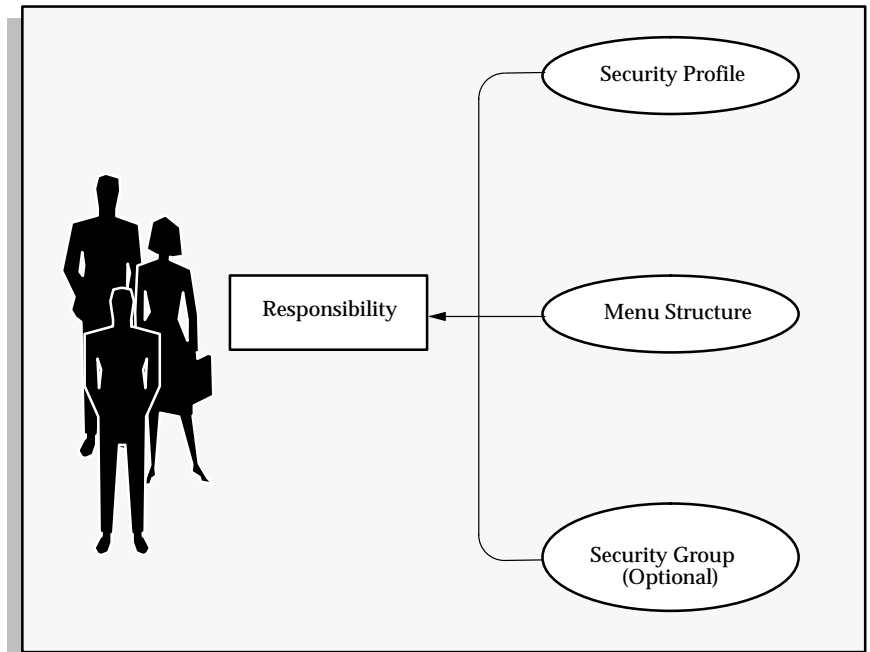 Security Profile
Responsibility
Menu Structure
Security Group
(Optional)